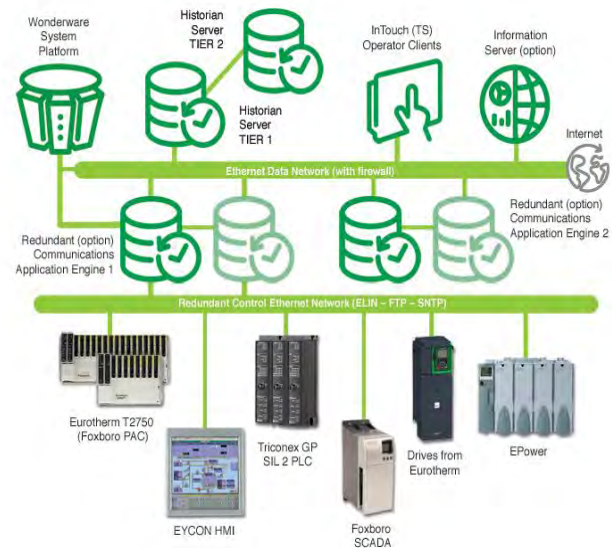 Wonderware
System
Platform
Historian
Server
TIER 2
Historian
Server
TIER 1
InTouch (TS)
Operator Clients
Information
Server (option)
Internet
Ethernet Data Network (with firewall)
Redundant (option)
Communications
Application Engine 1
Redundant (option)
Communications
Application Engine 2
Redundant Control Ethernet Network (ELIN – FTP – SNTP)
Eurotherm T2750
(Foxboro PAC)
EYCON HMI
Triconex GP
SIL 2 PLC
Foxboro
SCADA
Drives from
Eurotherm
EPower